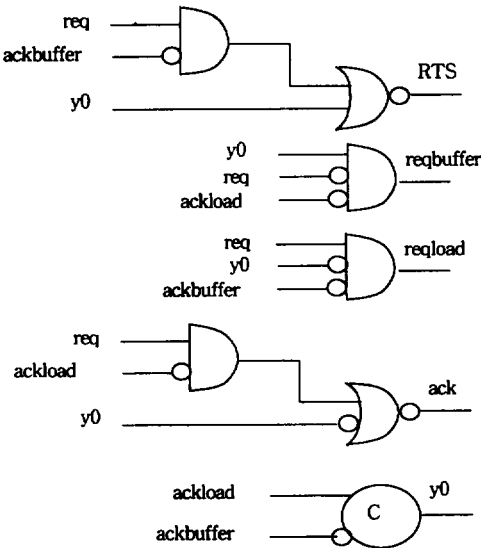 req
ackbuffer
RTS
y0
y0
reqbuffer
req
ackload
req
reqload
y0
ackbuffer
req
ackload
ack
y0
ackload
y0
C
ackbuffer